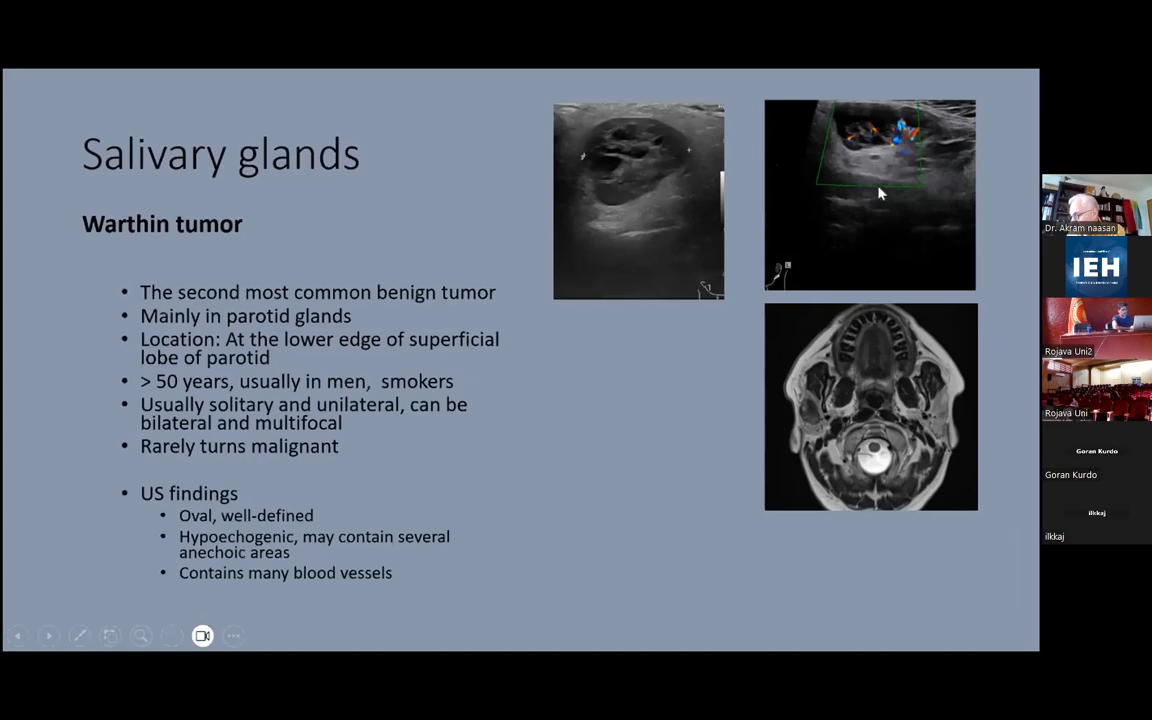 Salivary glands
Warthin tumor
• The second most common benign tumor
• Mainly in parotid glands
• Location: At the lower edge of superficial
lobe of parotid
• > 50 years, usually in men, smokers
• Usually solitary and unilateral, can be
bilateral and multifocal
• Rarely turns malignant
• US findings
• Oval, well-defined
• Hypoechogenic, may contain several
anechoic areas
• Contains many blood vessels
L
Dr. Akram naasan
IEH
Rojava Uni2
Rojava Uni
Goran Kurdo
Goran Kurdo
ilkkaj
ilkkaj